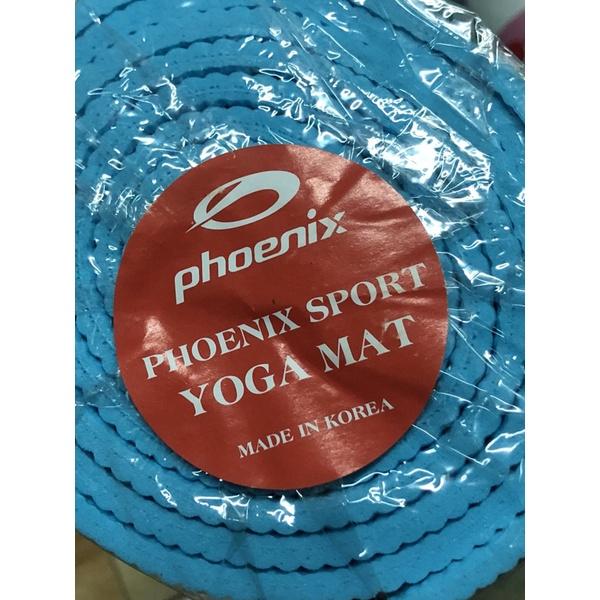 phoenix
PHOENIX SPORT
YOGA MAT
MADE IN KOREA